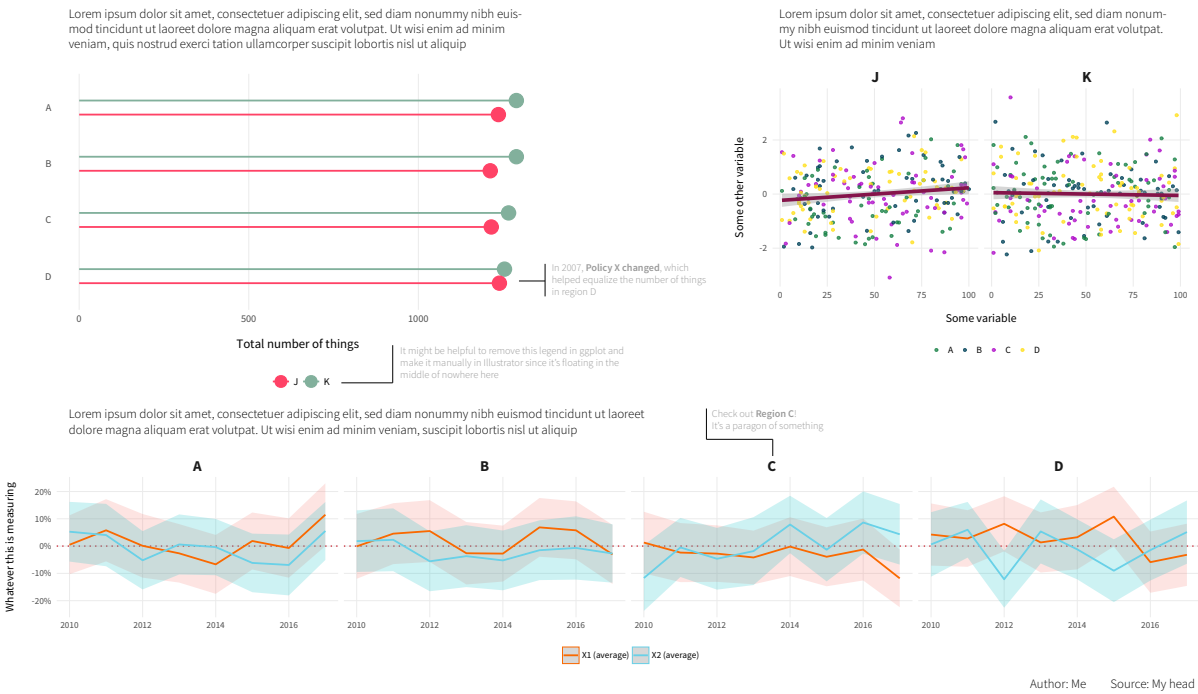 Lorem ipsum dolor sit amet, consectetuer adipiscing elit, sed diam nonummy nibh euis-
mod tincidunt ut laoreet dolore magna aliquam erat volutpat. Ut wisi enim ad minim
veniam, quis nostrud exerci tation ullamcorper suscipit lobortis nisl ut aliquip
A
B
C
D
0 500 1000
Total number of things
J K
In 2007, Policy X changed, which
helped equalize the number of things
in region D
It might be helpful to remove this legend in ggplot and
make it manually in Illustrator since it's floating in the
middle of nowhere here
Lorem ipsum dolor sit amet, consectetuer adipiscing elit, sed diam nonum-
my nibh euismod tincidunt ut laoreet dolore magna aliquam erat volutpat.
Ut wisi enim ad minim veniam
J K
Some other variable
2
0
-2
0 25 50 75 100 0 25 50 75 100
Some variable
A B C D
Lorem ipsum dolor sit amet, consectetuer adipiscing elit, sed diam nonummy nibh euismod tincidunt ut laoreet
dolore magna aliquam erat volutpat. Ut wisi enim ad minim veniam, suscipit lobortis nisl ut aliquip
Check out Region C!
It's a paragon of something
A B C D
Whatever this is measuring
20%
10%
0%
-10%
-20%
2010 2012 2014 2016 2010 2012 2014 2016 2010 2012 2014 2016 2010 2012 2014 2016
X1 (average) X2 (average)
Author: Me Source: My head